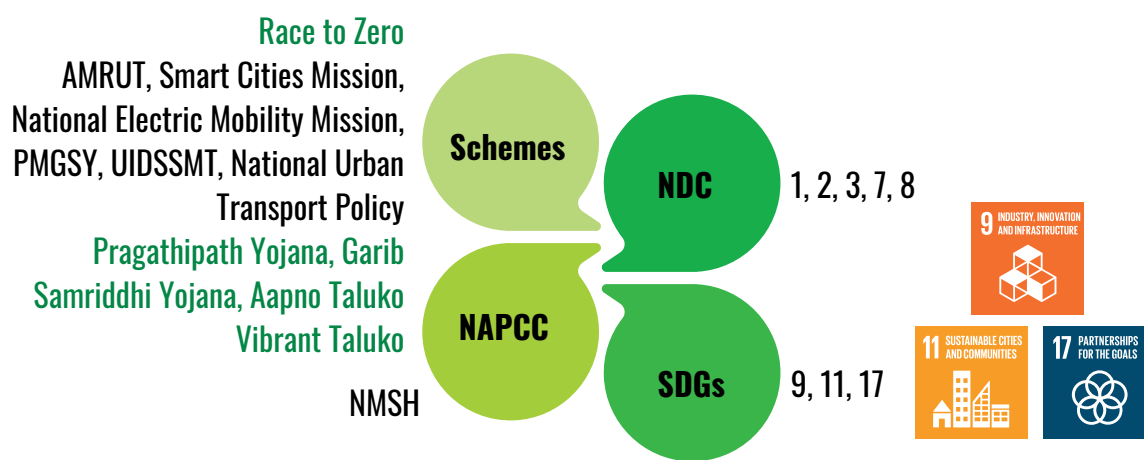 Race to Zero
AMRUT, Smart Cities Mission,
National Electric Mobility Mission,
PMGSY, UIDSSMT, National Urban
Transport Policy
Pragathipath Yojana, Garib
Samriddhi Yojana, Aapno Taluko
Vibrant Taluko
Schemes
NDC
1, 2, 3, 7, 8
NAPCC
NMSH
SDGs
9, 11, 17
9 INDUSTRY, INNOVATION
AND INFRASTRUCTURE
11 SUSTAINABLE CITIES
AND COMMUNITIES
17 PARTNERSHIPS
FOR THE GOALS